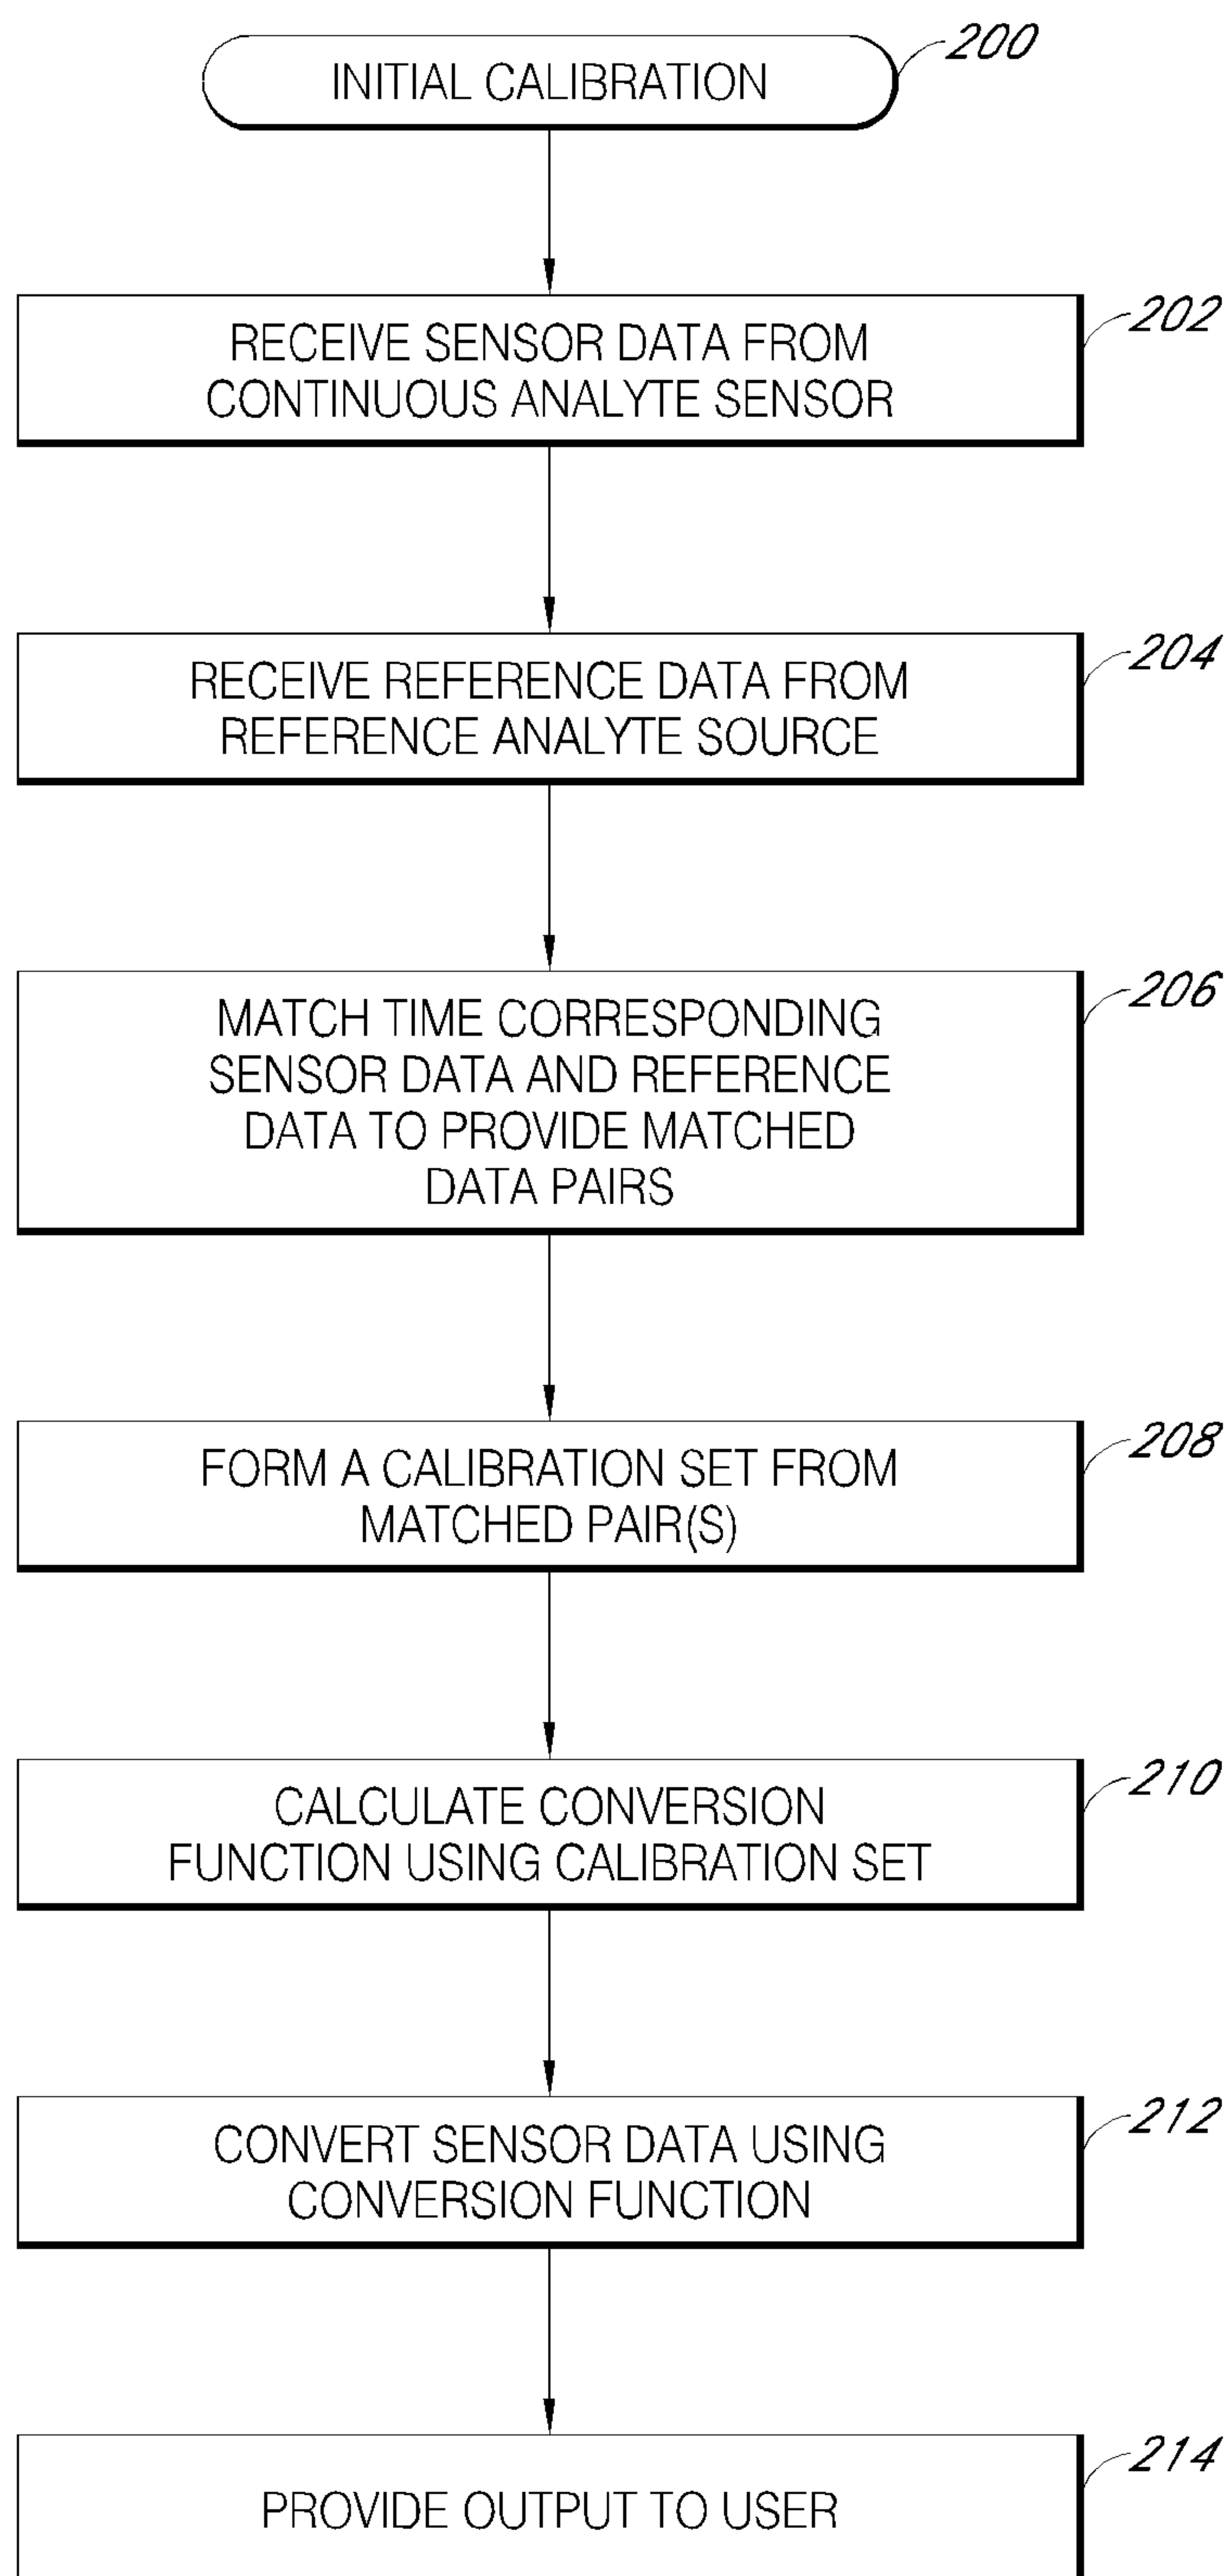 200
INITIAL CALIBRATION
202
RECEIVE SENSOR DATA FROM
CONTINUOUS ANALYTE SENSOR
204
RECEIVE REFERENCE DATA FROM
REFERENCE ANALYTE SOURCE
206
MATCH TIME CORRESPONDING
SENSOR DATA AND REFERENCE
DATA TO PROVIDE MATCHED
DATA PAIRS
208
FORM A CALIBRATION SET FROM
MATCHED PAIR(S)
210
CALCULATE CONVERSION
FUNCTION USING CALIBRATION SET
212
CONVERT SENSOR DATA USING
CONVERSION FUNCTION
214
PROVIDE OUTPUT TO USER